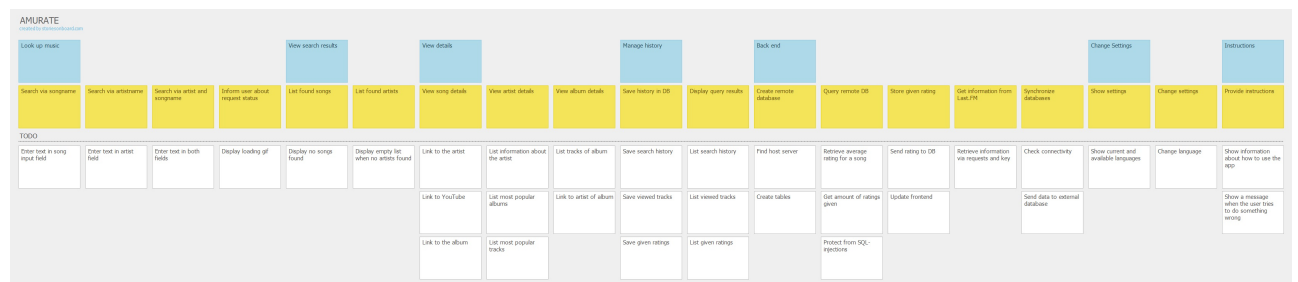 AMURATE
created by storiesonboard.com
Look up music
View search results
View details
Manage history
Back end
Change Settings
Instructions
Search via songname
Search via artistname
Search via artist and
songname
Inform user about
request status
List found songs
List found artists
View song details
View artist details
View album details
Save history in DB
Display query results
Create remote
database
Query remote DB
Store given rating
Get information from
Last.FM
Synchronize
databases
Show settings
Change settings
Provide instructions
TODO
Enter text in song
input field
Enter text in artist
field
Enter text in both
fields
Display loading gif
Display no songs
found
Display empty list
when no artists found
Link to the artist
List information about
the artist
List tracks of album
Save search history
List search history
Find host server
Retrieve average
rating for a song
Send rating to DB
Retrieve information
via requests and key
Check connectivity
Show current and
available languages
Change language
Show information
about how to use the
app
Link to YouTube
List most popular
albums
Link to artist of album
Save viewed tracks
List viewed tracks
Create tables
Get amount of ratings
given
Update frontend
Send data to external
database
Show a message
when the user tries
to do something
wrong
Link to the album
List most popular
tracks
Save given ratings
List given ratings
Protect from SQL-
injections